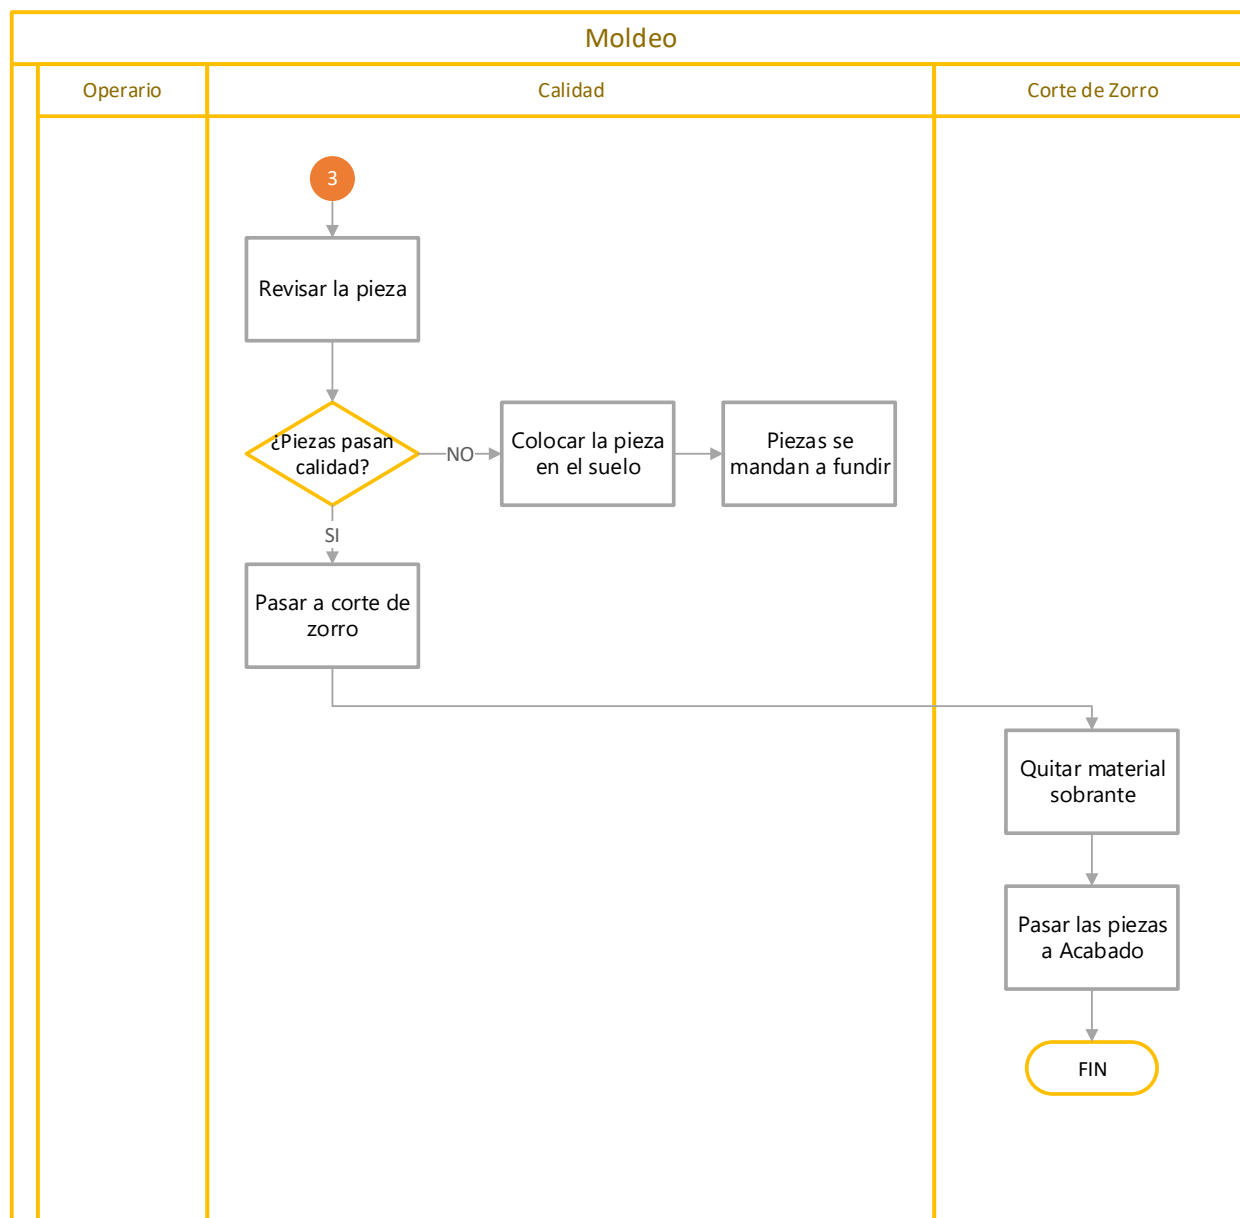 Moldeo
Operario
Calidad
Corte de Zorro
3
Revisar la pieza
¿Piezas pasan
calidad?
NO
Colocar la pieza
en el suelo
Piezas se
mandan a fundir
SI
Pasar a corte de
zorro
Quitar material
sobrante
Pasar las piezas
a Acabado
FIN